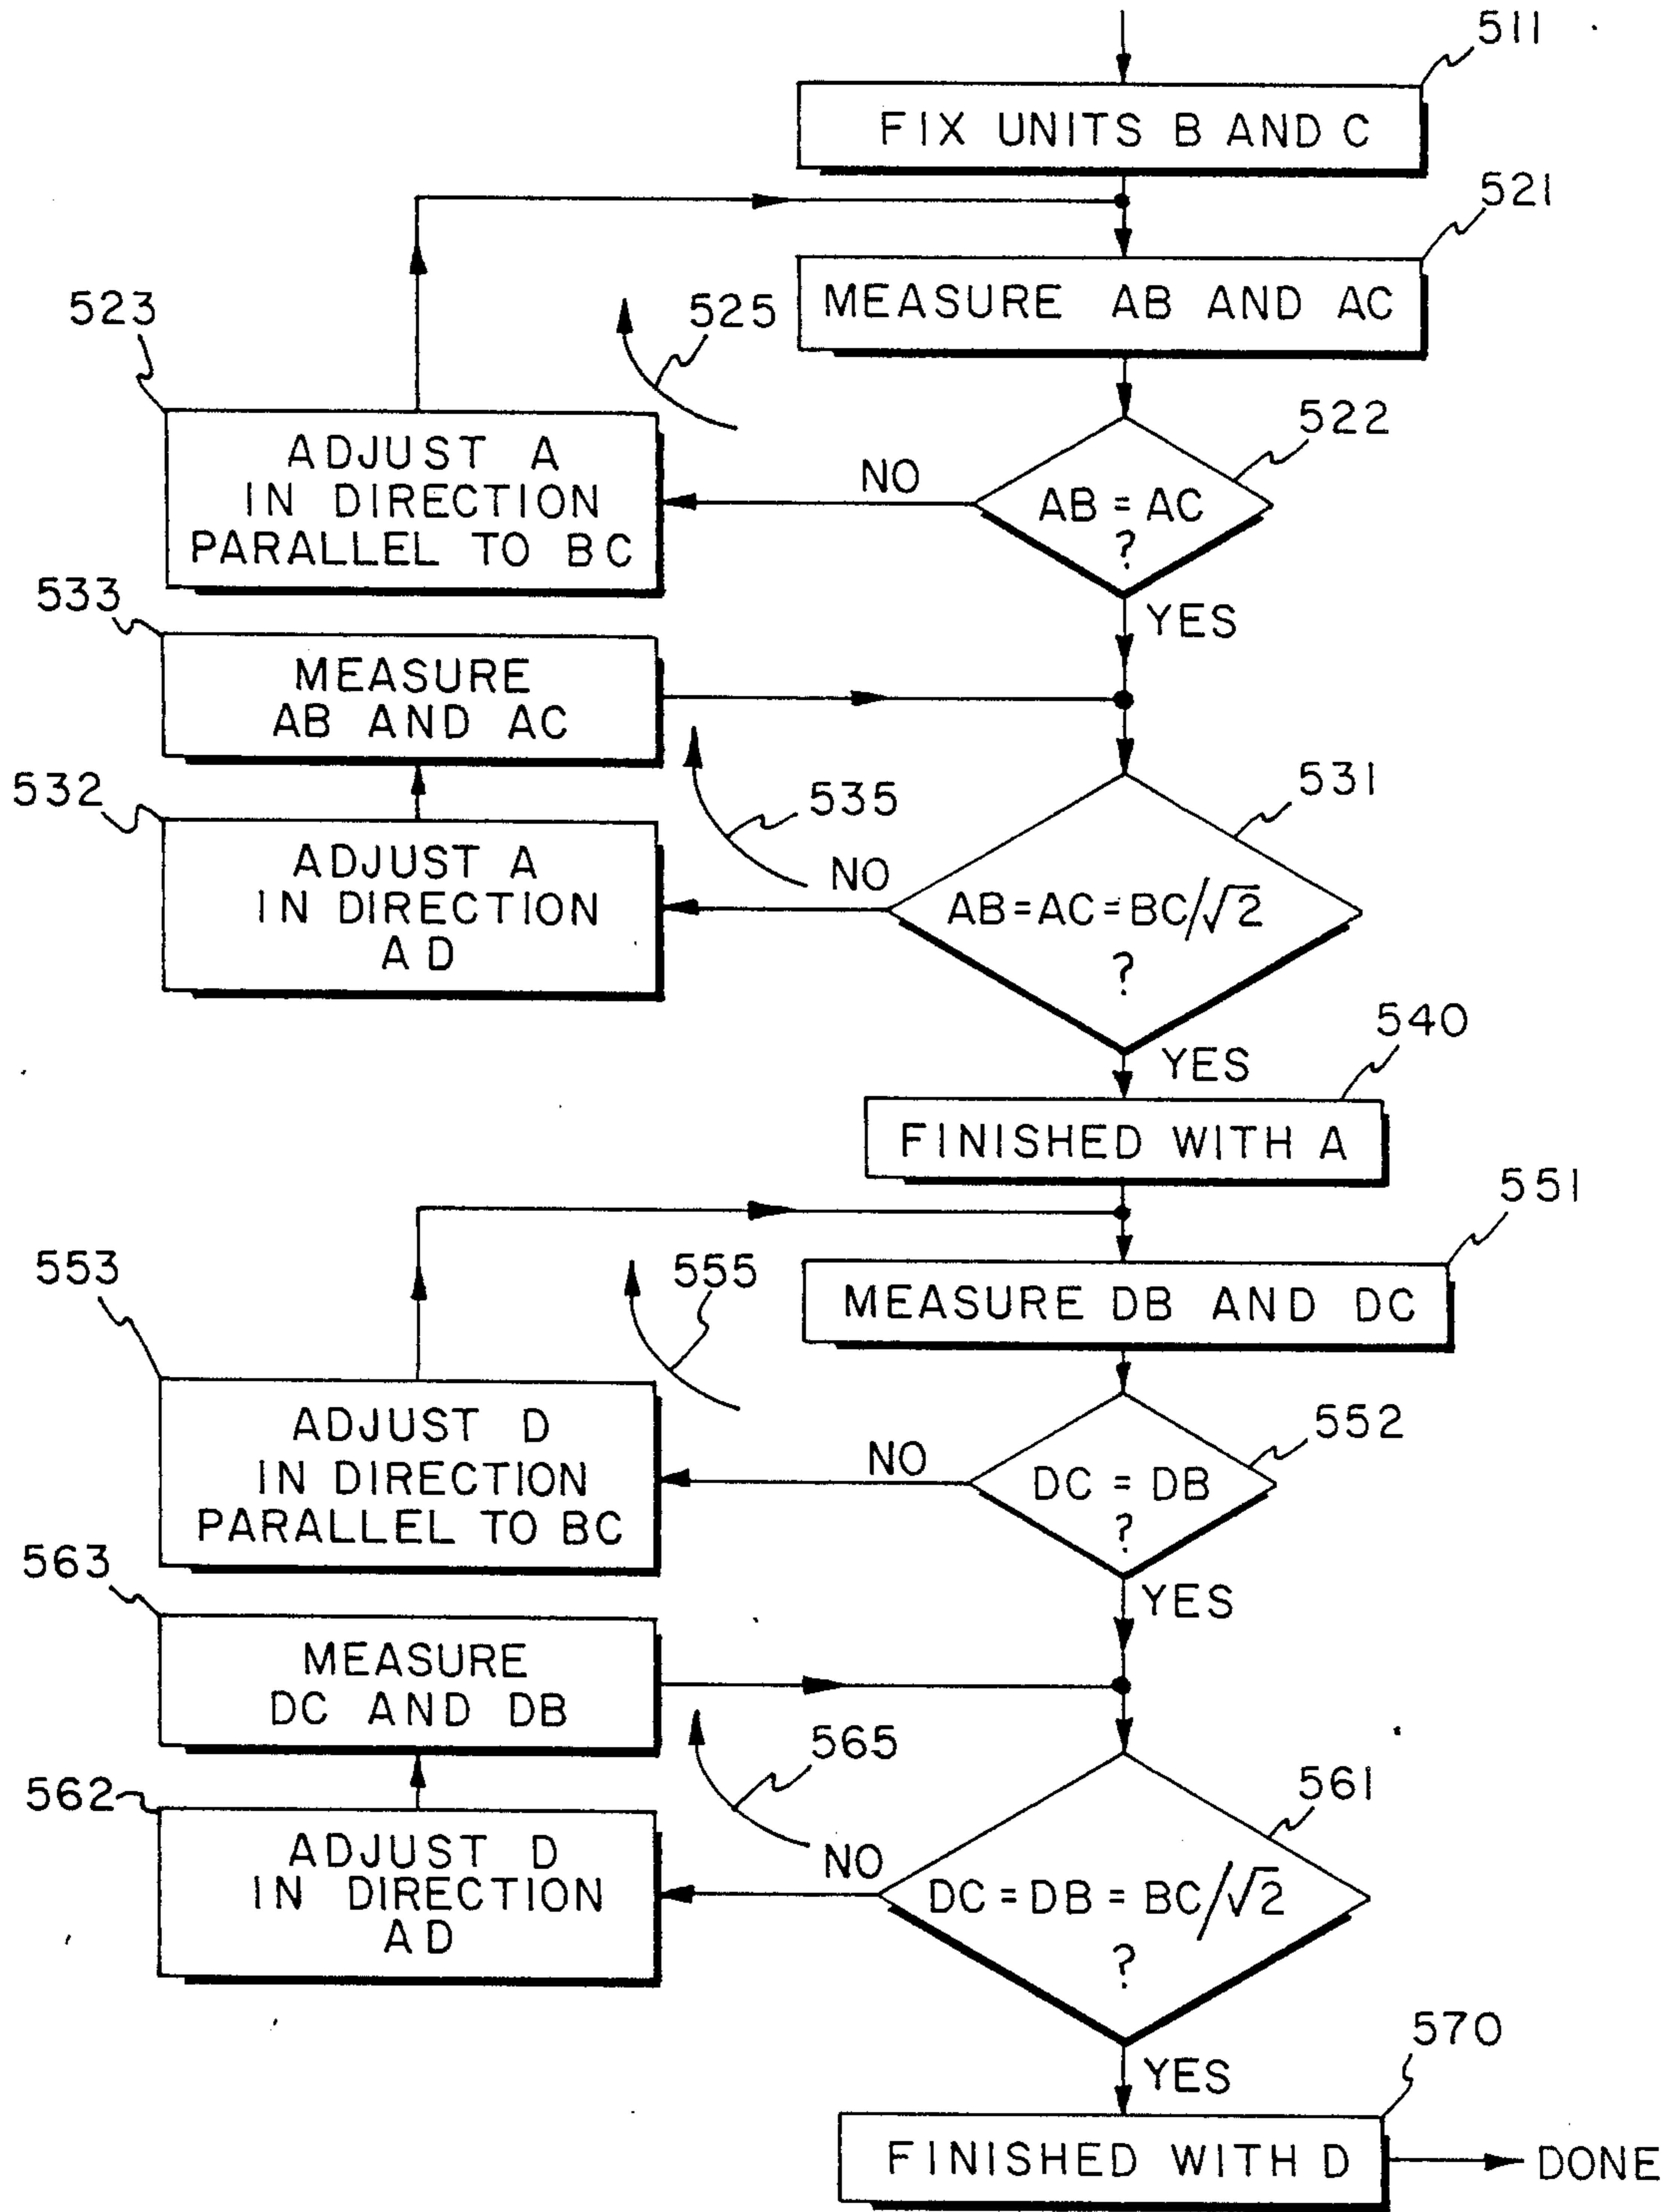 511
FIX UNITS B AND C
521
MEASURE AB AND AC
523
525
522
ADJUST A
IN DIRECTION
PARALLEL TO BC
NO
AB = AC
?
YES
533
MEASURE
AB AND AC
532
535
531
ADJUST A
IN DIRECTION
AD
NO
AB=AC=BC/√2
?
YES
540
FINISHED WITH A
551
MEASURE DB AND DC
553
555
552
ADJUST D
IN DIRECTION
PARALLEL TO BC
NO
DC = DB
?
YES
563
MEASURE
DC AND DB
562
565
561
ADJUST D
IN DIRECTION
AD
NO
DC=DB=BC/√2
?
YES
570
FINISHED WITH D
DONE